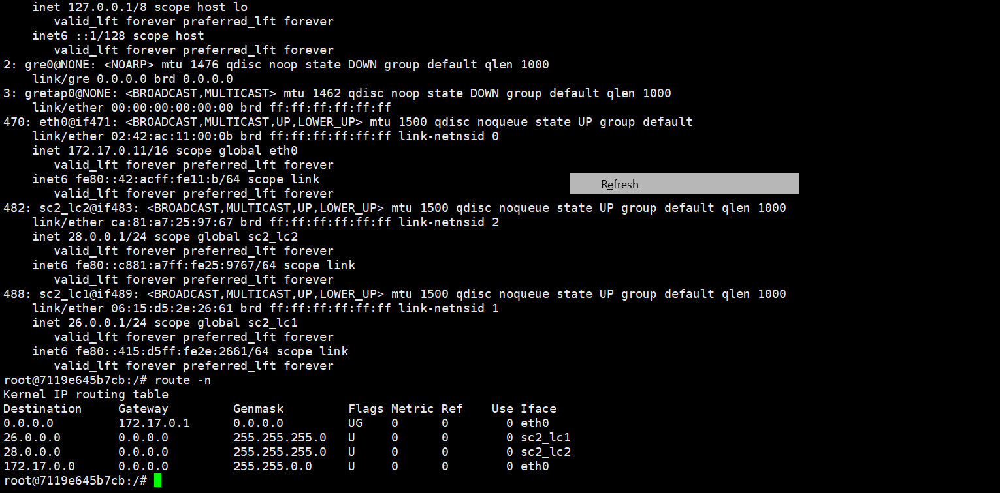 inet 127.0.0.1/8 scope host lo
valid_lft forever preferred_lft forever
inet6 ::1/128 scope host
valid_lft forever preferred_lft forever
2: gre0@NONE: <NOARP> mtu 1476 qdisc noop state DOWN group default qlen 1000
link/gre 0.0.0.0 brd 0.0.0.0
3: gretap0@NONE: <BROADCAST,MULTICAST> mtu 1462 qdisc noop state DOWN group default qlen 1000
link/ether 00:00:00:00:00:00 brd ff:ff:ff:ff:ff:ff
470: eth0@if471: <BROADCAST,MULTICAST,UP,LOWER_UP> mtu 1500 qdisc noqueue state UP group default
link/ether 02:42:ac:11:00:0b brd ff:ff:ff:ff:ff:ff link-netnsid 0
inet 172.17.0.11/16 scope global eth0
valid_lft forever preferred_lft forever
inet6 fe80::42:acff:fe11:b/64 scope link
Refresh
valid_lft forever preferred_lft forever
482: sc2_lc2@if483: <BROADCAST,MULTICAST,UP,LOWER_UP> mtu 1500 qdisc noqueue state UP group default qlen 1000
link/ether ca:81:a7:25:97:67 brd ff:ff:ff:ff:ff:ff link-netnsid 2
inet 28.0.0.1/24 scope global sc2_lc2
valid_lft forever preferred_lft forever
inet6 fe80::c881:a7ff:fe25:9767/64 scope link
valid_lft forever preferred_lft forever
488: sc2_lc1@if489: <BROADCAST,MULTICAST,UP,LOWER_UP> mtu 1500 qdisc noqueue state UP group default qlen 1000
link/ether 06:15:d5:2e:26:61 brd ff:ff:ff:ff:ff:ff link-netnsid 1
inet 26.0.0.1/24 scope global sc2_lc1
valid_lft forever preferred_lft forever
inet6 fe80::415:d5ff:fe2e:2661/64 scope link
valid_lft forever preferred_lft forever
root@7119e645b7cb:/# route -n
Kernel IP routing table
Destination Gateway Genmask Flags Metric Ref Use Iface
0.0.0.0 172.17.0.1 0.0.0.0 UG 0 0 0 eth0
26.0.0.0 0.0.0.0 255.255.255.0 U 0 0 0 sc2_lc1
28.0.0.0 0.0.0.0 255.255.255.0 U 0 0 0 sc2_lc2
172.17.0.0 0.0.0.0 255.255.0.0 U 0 0 0 eth0
root@7119e645b7cb:/#